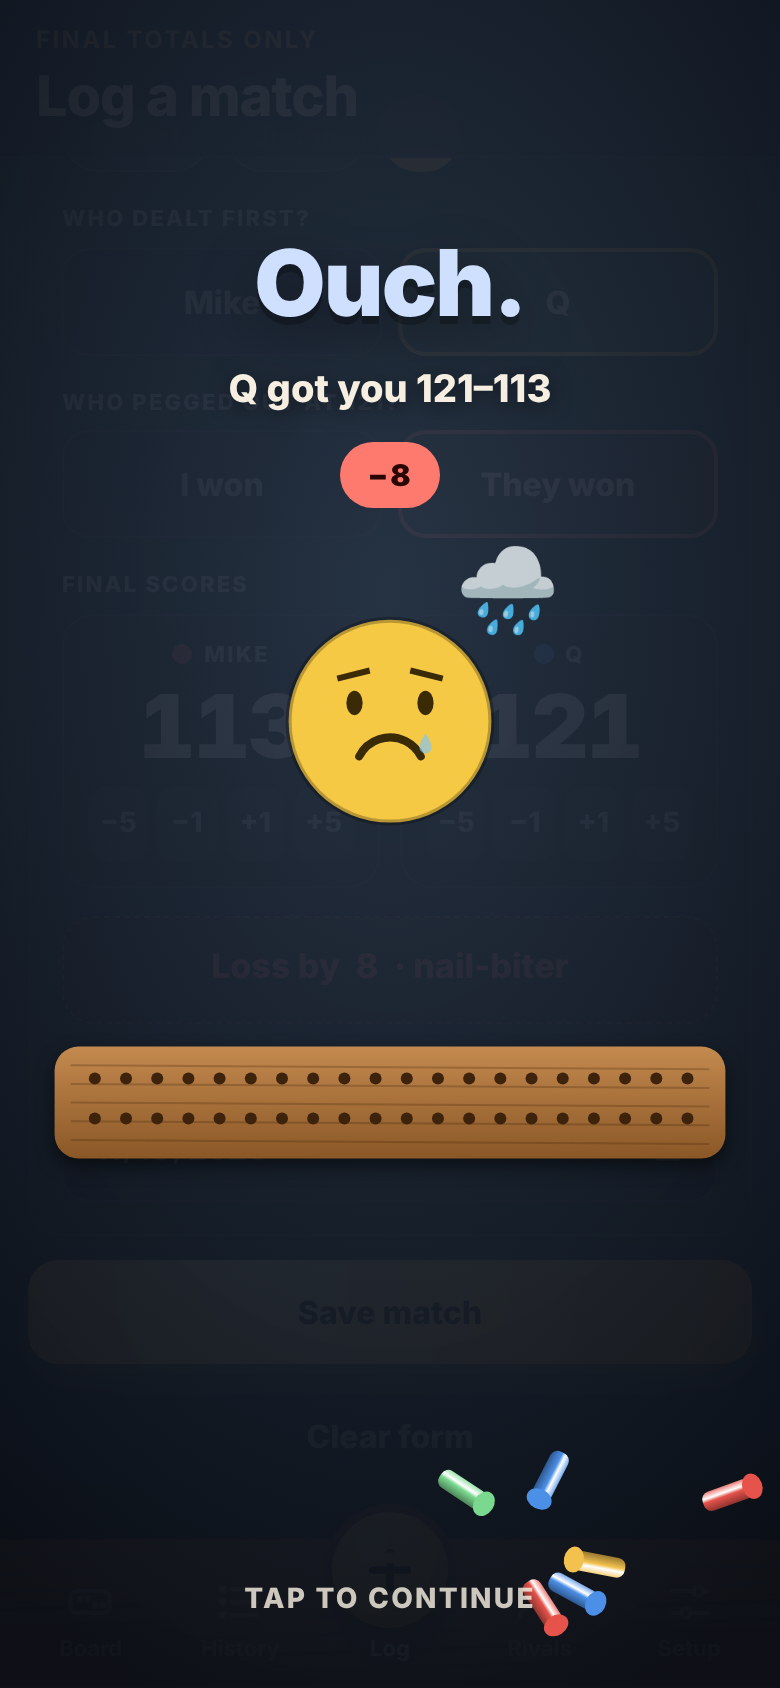 FINAL TOTALS ONLY
Log a match
WHO DEALT FIRST?
Mike Q
Ouch.
Q got you 121–113
WHO PEGGED
I won They won
−8
FINAL SCORES
MIKE Q
113 121
−5 −1 +1 +5 −5 −1 +1 +5
Loss by 8 · nail-biter
Save match
Clear form
TAP TO CONTINUE
Board History Log Rivals Setup